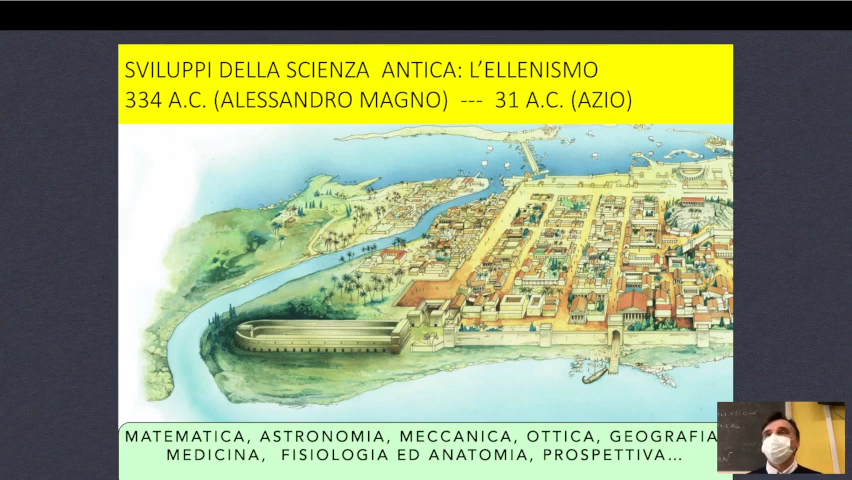 SVILUPPI DELLA SCIENZA ANTICA: L'ELLENISMO
334 A.C. (ALESSANDRO MAGNO) --- 31 A.C. (AZIO)
MATEMATICA, ASTRONOMIA, MECCANICA, OTTICA, GEOGRAFIA
MEDICINA, FISIOLOGIA ED ANATOMIA, PROSPETTIVA...